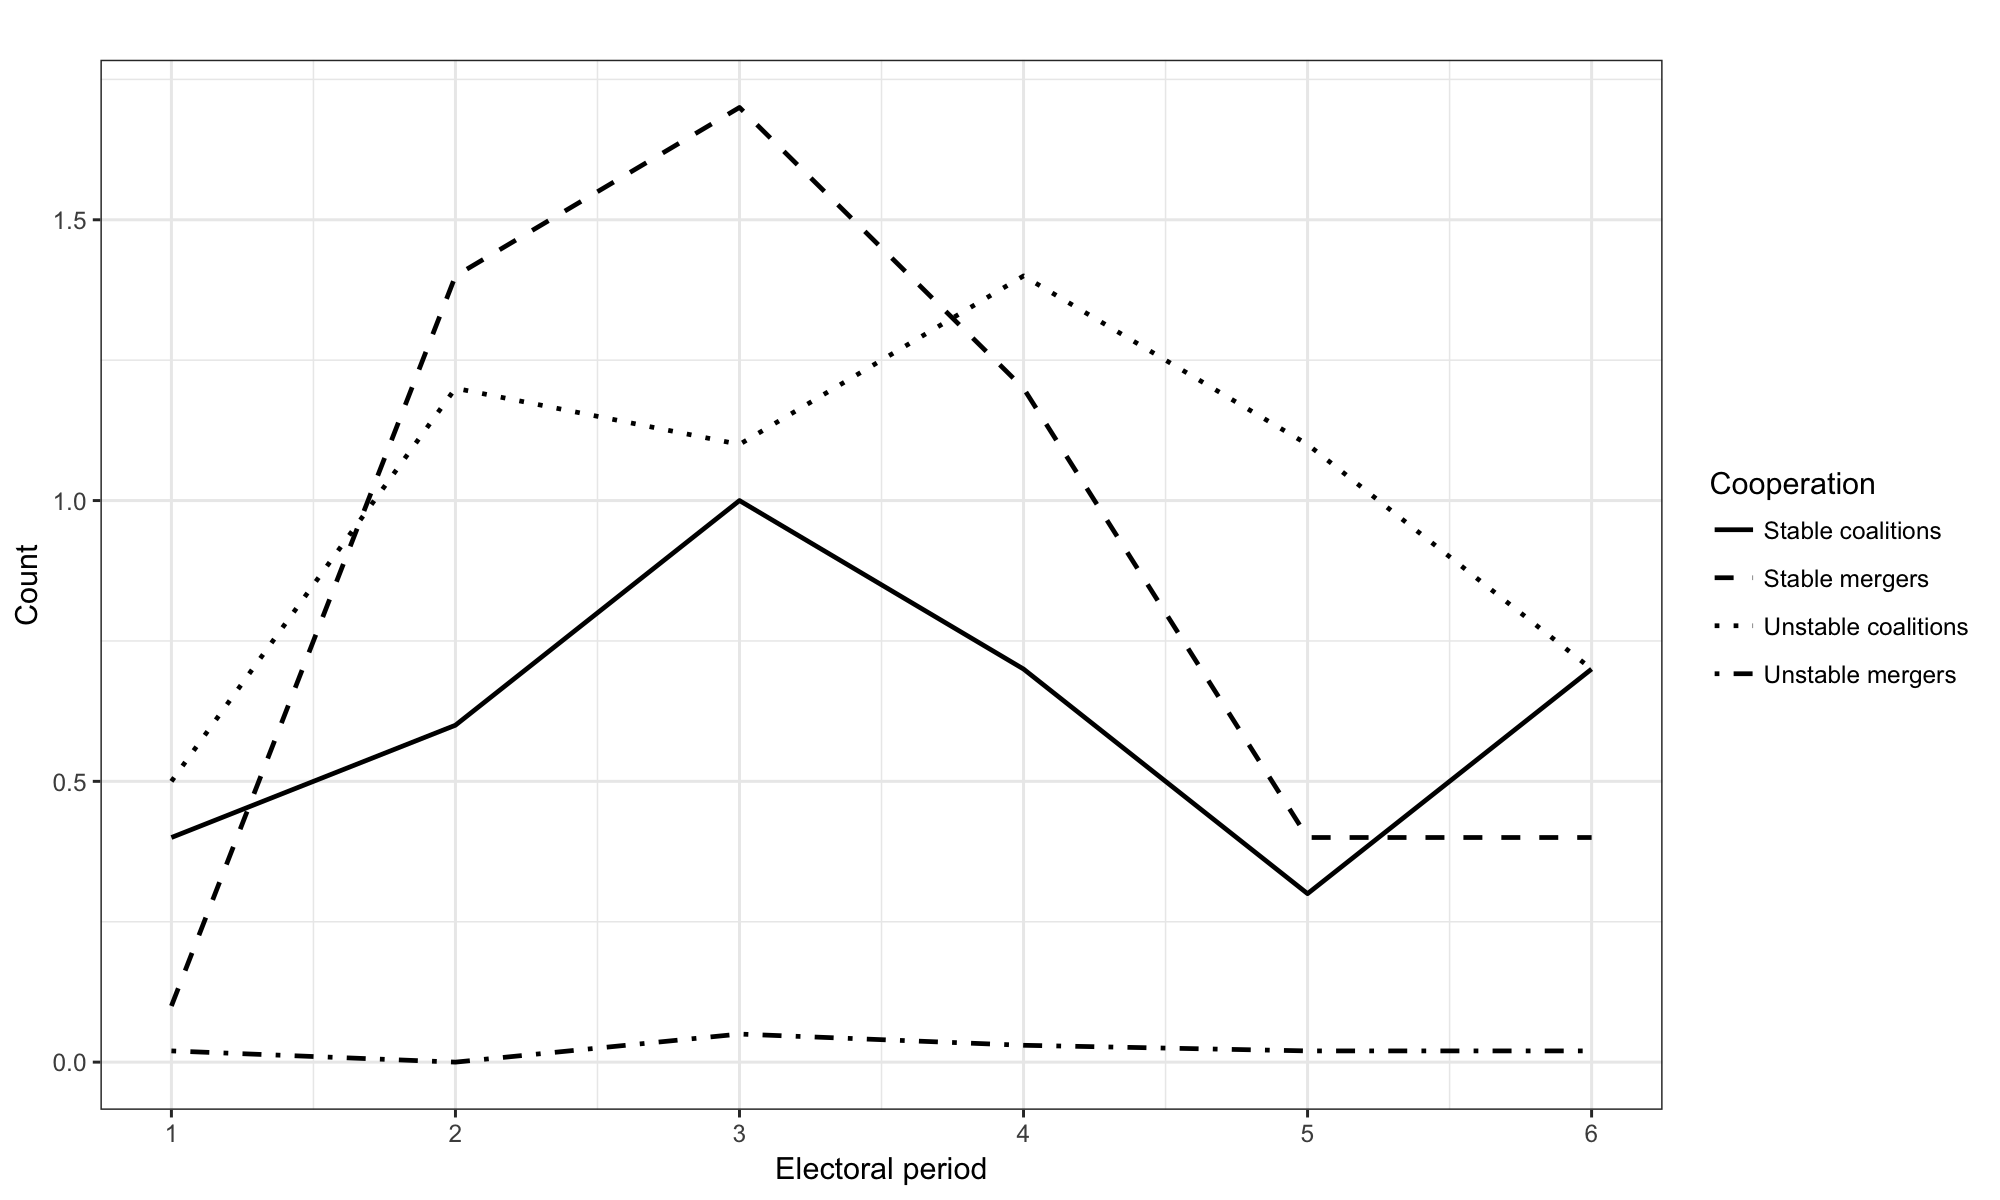 1.5
1.0
0.5
0.0
Count
1 2 3 4 5 6
Electoral period
Cooperation
Stable coalitions
Stable mergers
Unstable coalitions
Unstable mergers